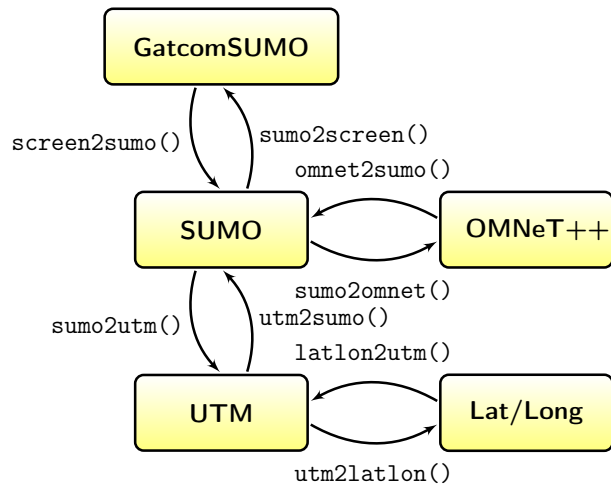 GatcomSUMO
screen2sumo()
sumo2screen()
omnet2sumo()
SUMO
OMNeT++
sumo2omnet()
sumo2utm()
utm2sumo()
latlon2utm()
UTM
Lat/Long
utm2latlon()